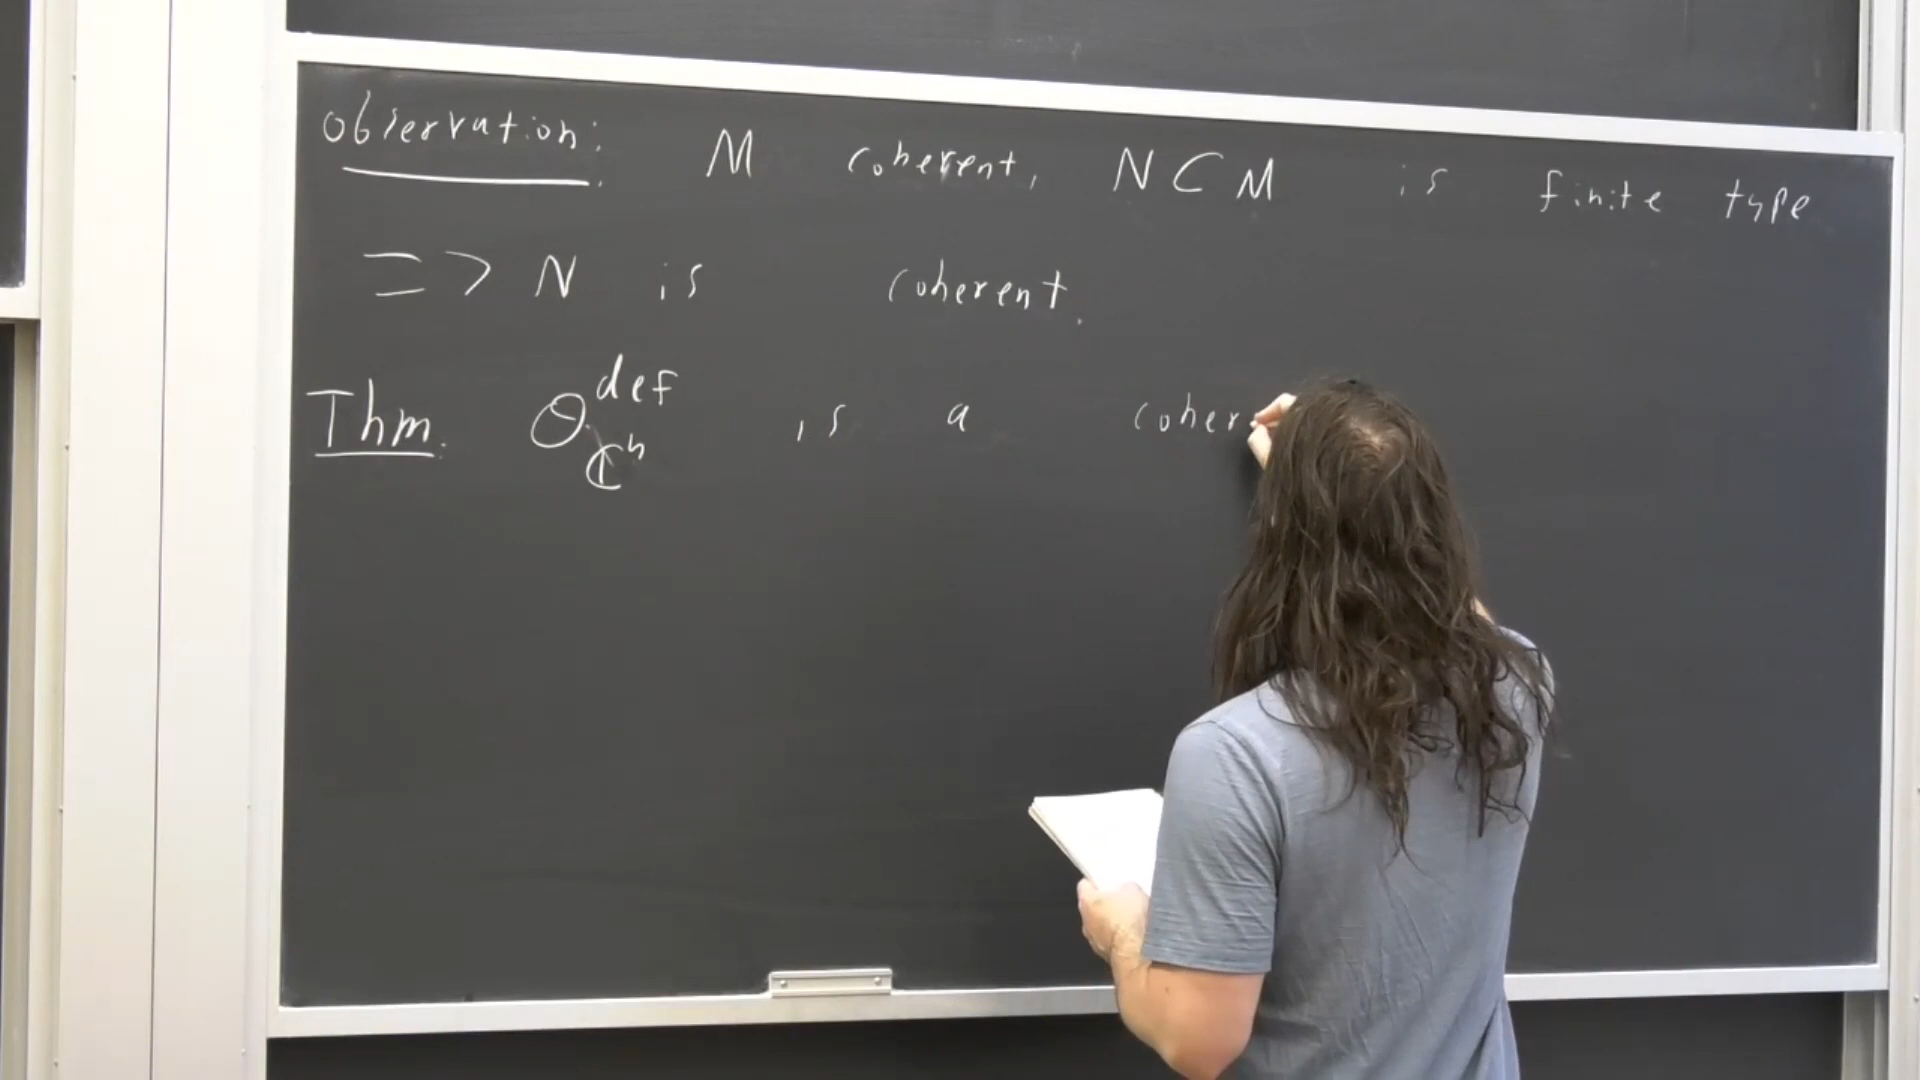 Observation: M coherent, N ⊂ M is finite type
=> N is coherent.
Thm. O^def_ℂ^n is a coher